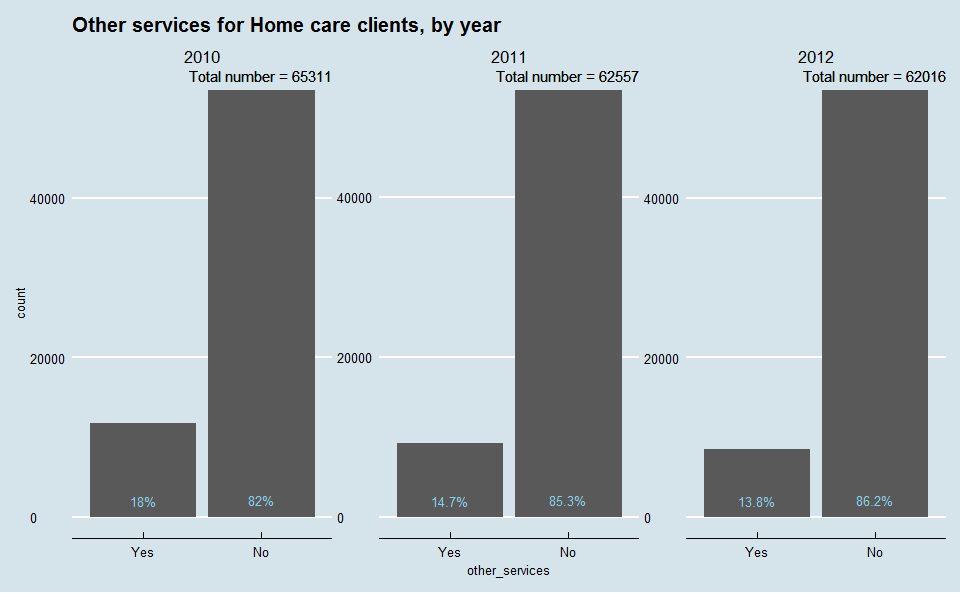 Other services for Home care clients, by year
2010
2011
2012
Total number = 65311
Total number = 62557
Total number = 62016
40000
40000
40000
count
20000
20000
20000
18%
82%
14.7%
85.3%
13.8%
86.2%
0
0
0
Yes
No
Yes
No
Yes
No
other_services